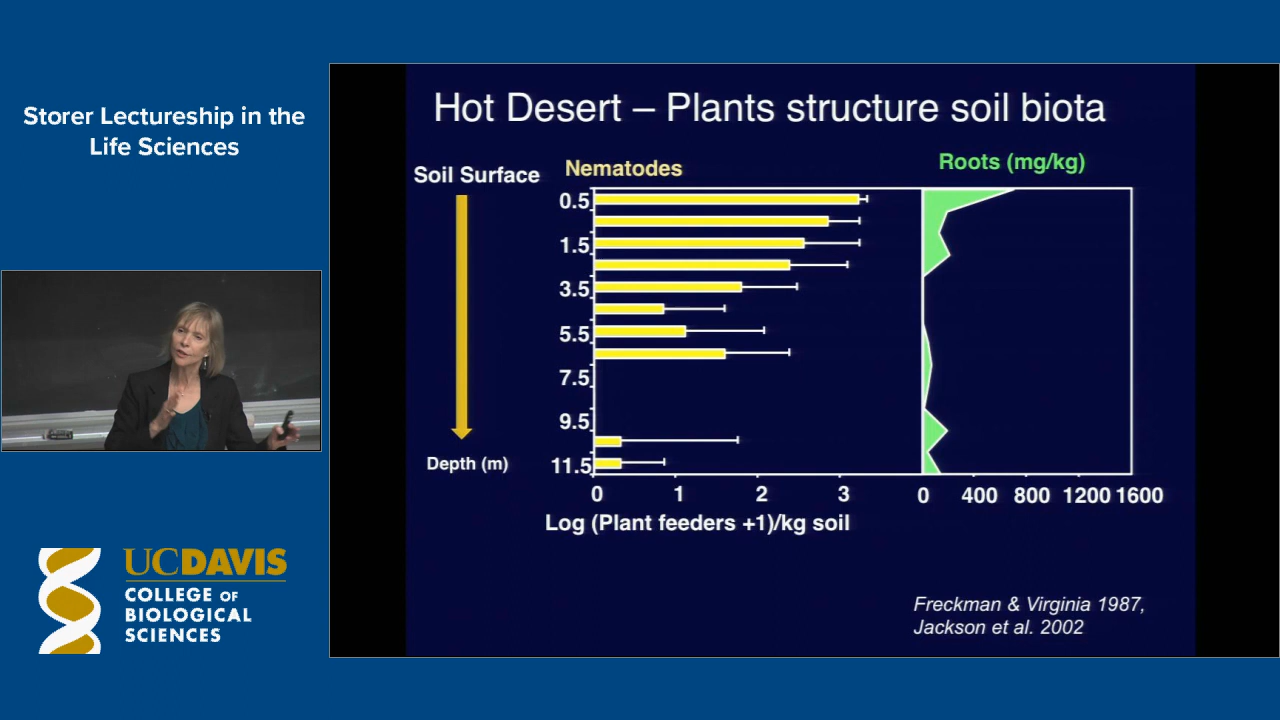 Storer Lectureship in the
Life Sciences
UCDAVIS
COLLEGE OF
BIOLOGICAL
SCIENCES
Hot Desert – Plants structure soil biota
Soil Surface
Nematodes
Roots (mg/kg)
0.5
1.5
3.5
5.5
7.5
9.5
11.5
Depth (m)
0 1 2 3
0 400 800 1200 1600
Log (Plant feeders +1)/kg soil
Freckman & Virginia 1987,
Jackson et al. 2002